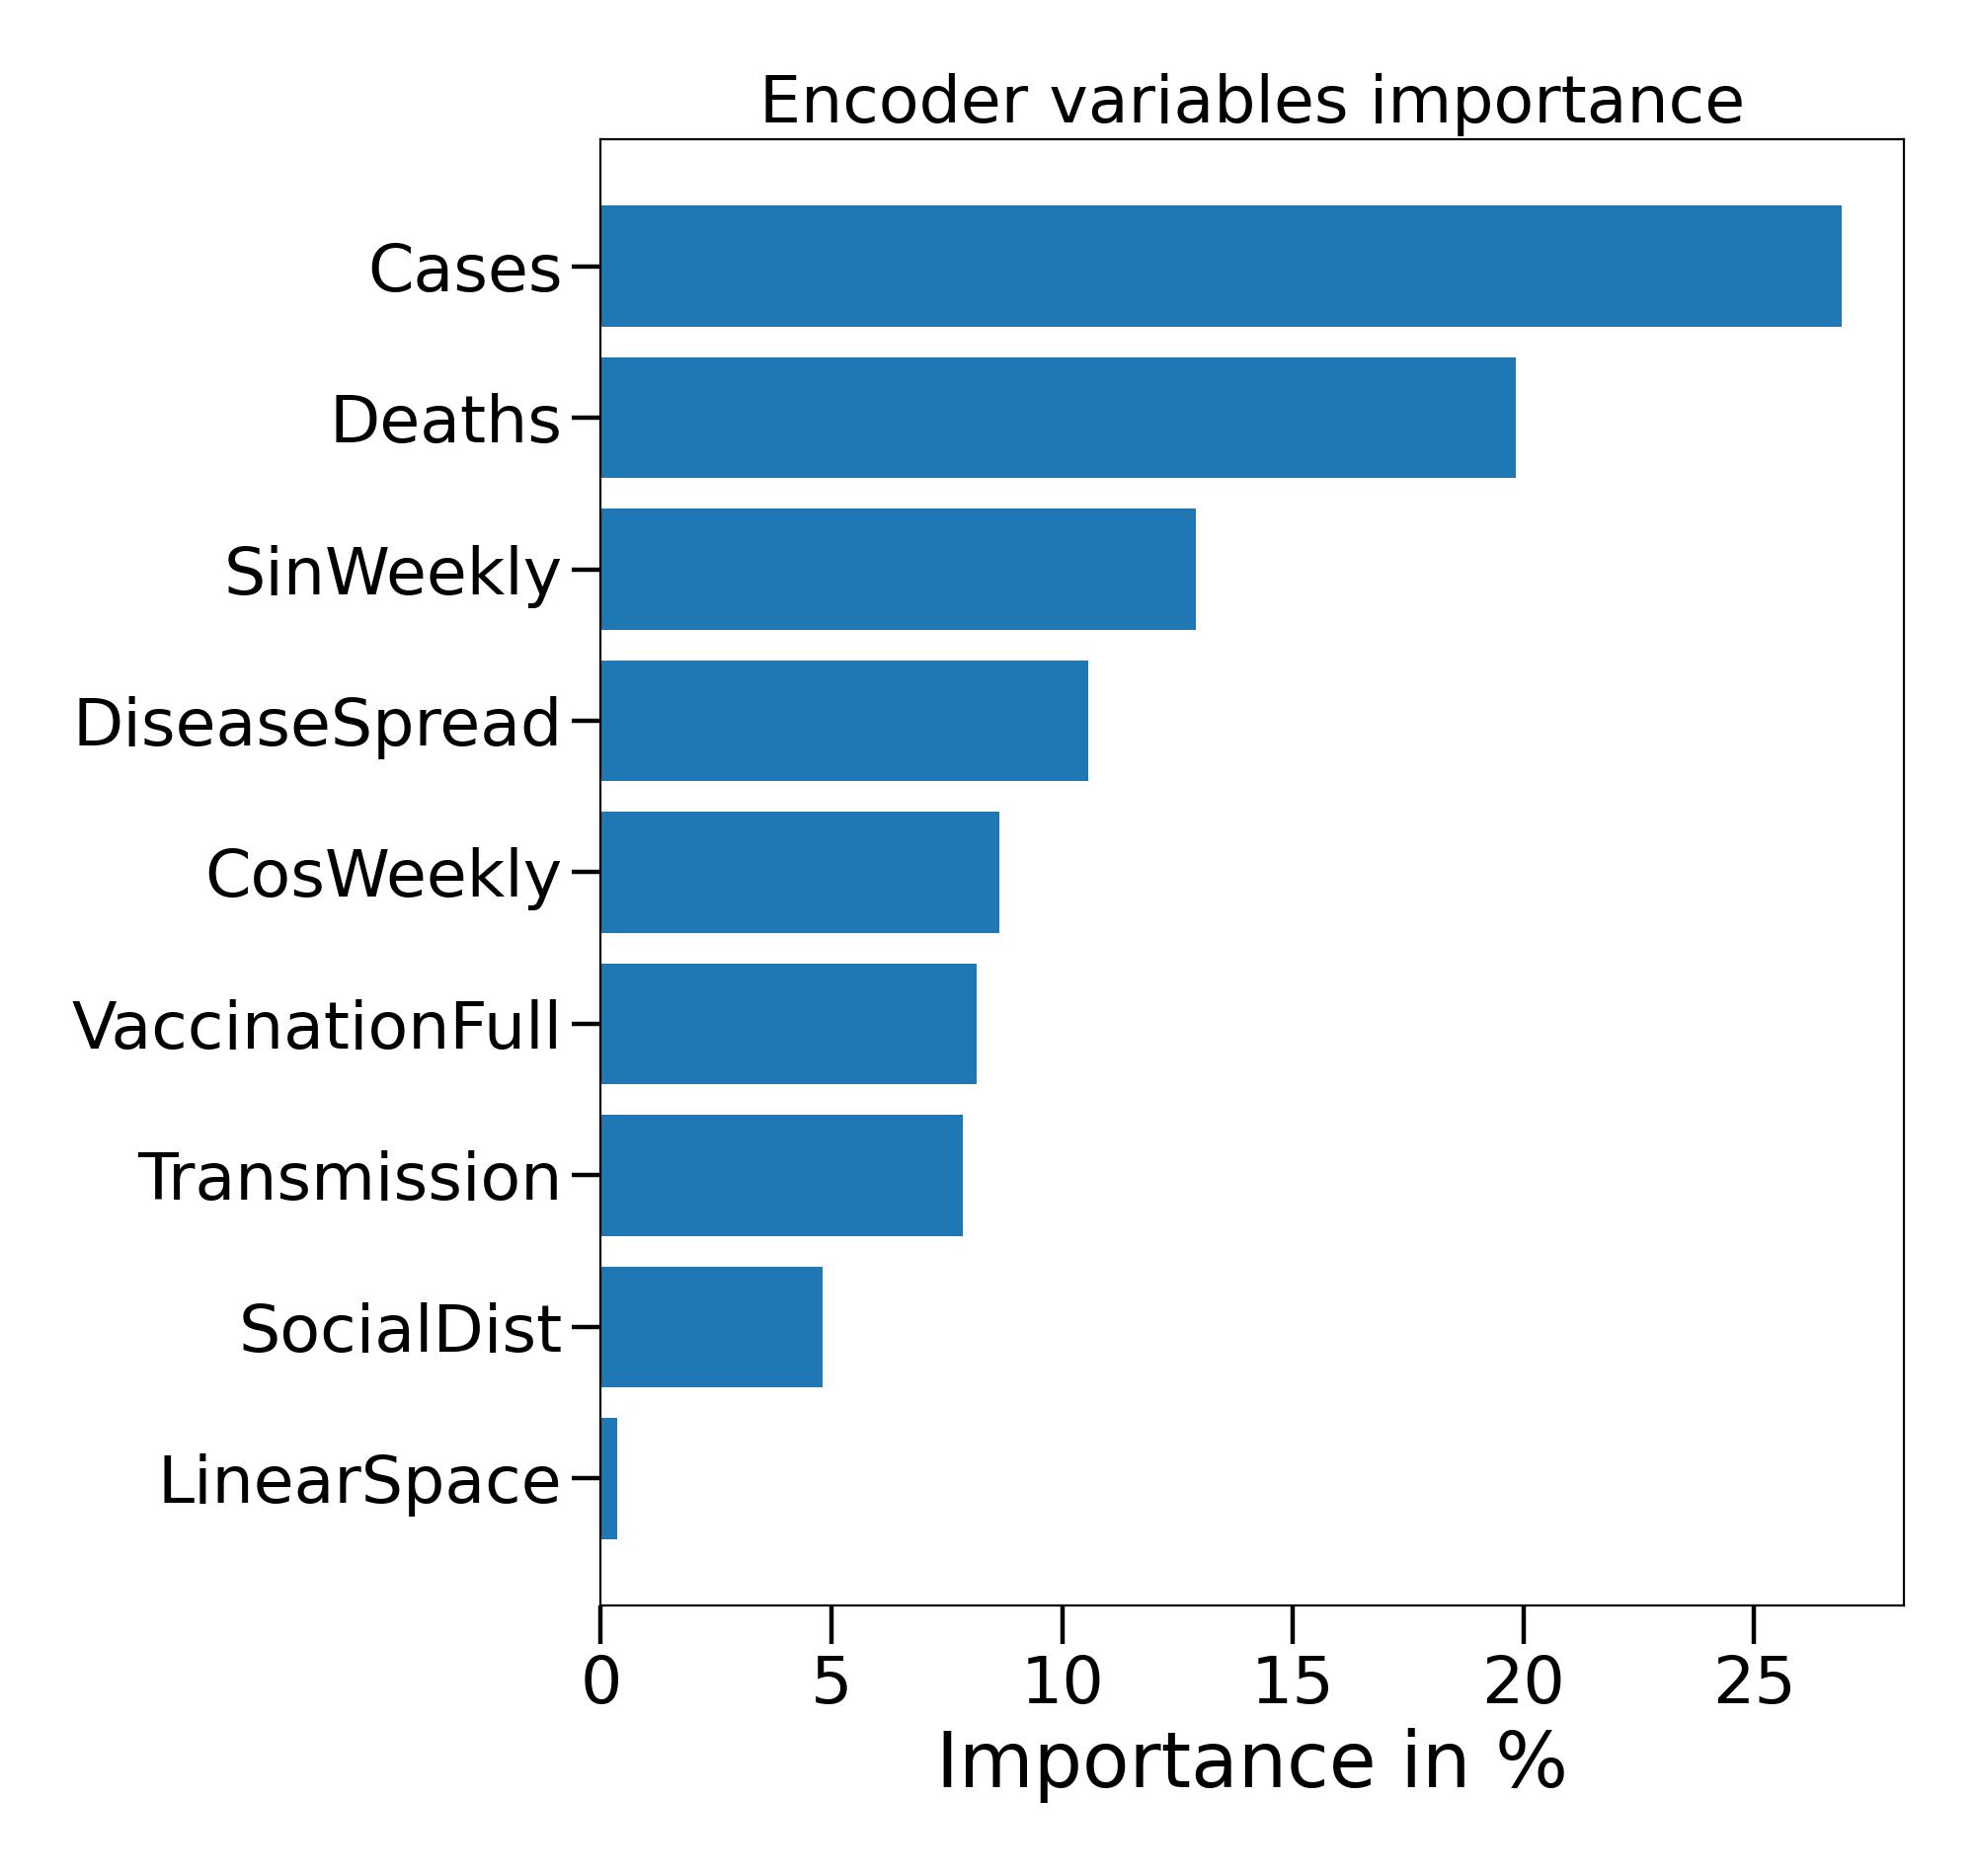 Encoder variables importance
Cases
Deaths
SinWeekly
DiseaseSpread
CosWeekly
VaccinationFull
Transmission
SocialDist
LinearSpace
0 5 10 15 20 25
Importance in %